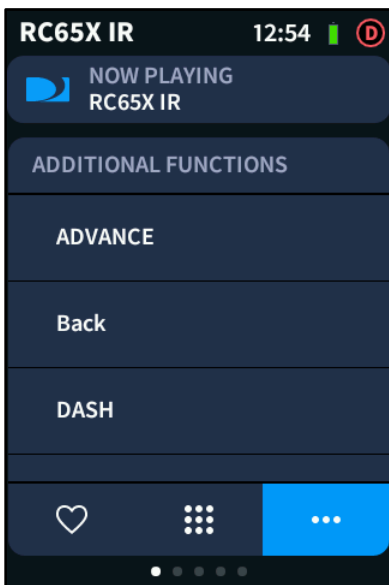 RC65X IR 12:54 D
NOW PLAYING
RC65X IR
ADDITIONAL FUNCTIONS
ADVANCE
Back
DASH